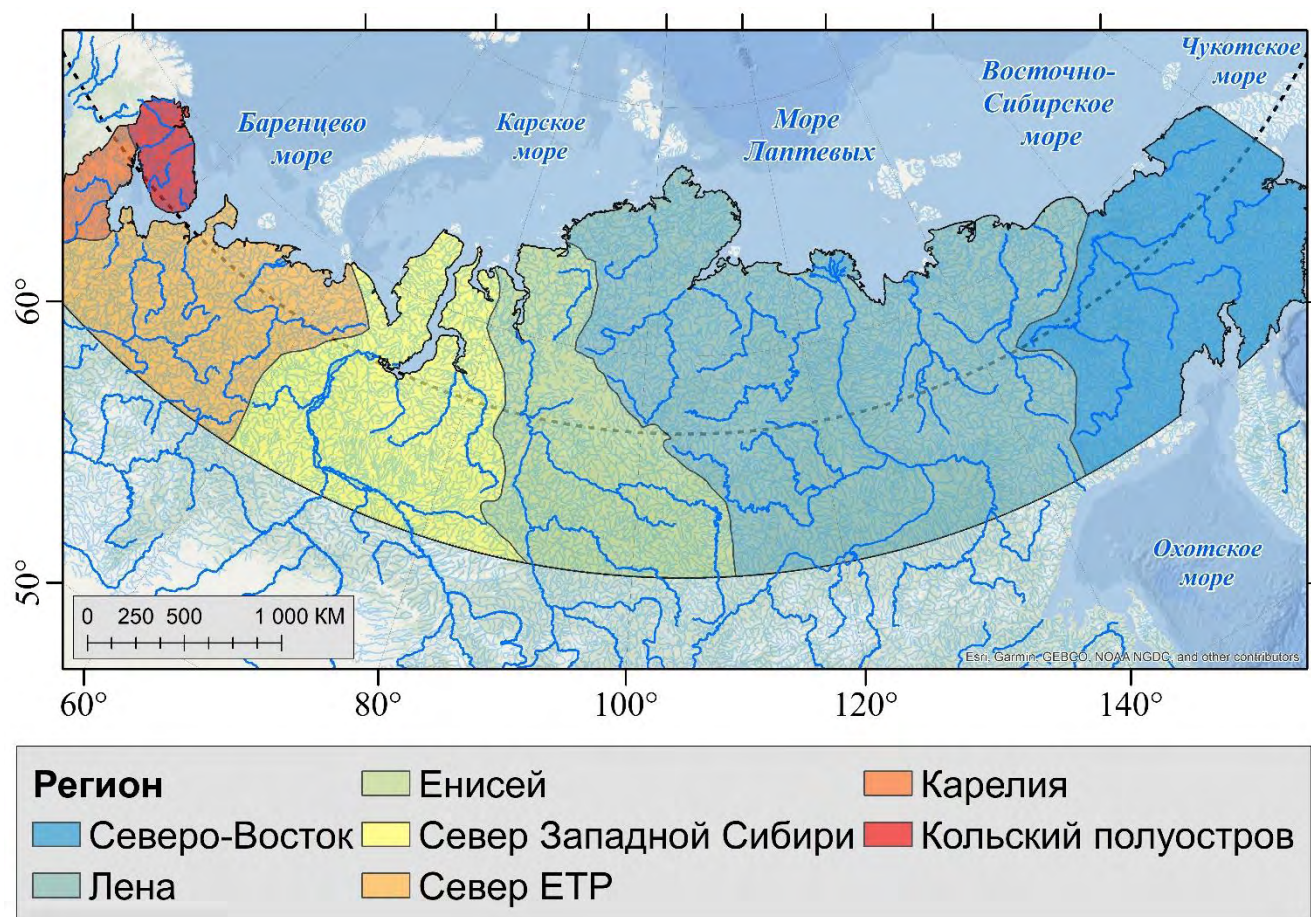 Чукотское
море
Восточно-
Сибирское
море
Баренцево
море
Карское
море
Море
Лаптевых
60°
50°
Охотское
море
0 250 500 1 000 КМ
Esri, Garmin, GEBCO, NOAA NGDC, and other contributors
60° 80° 100° 120° 140°
Регион
Северо-Восток
Лена
Енисей
Север Западной Сибири
Север ЕТР
Карелия
Кольский полуостров